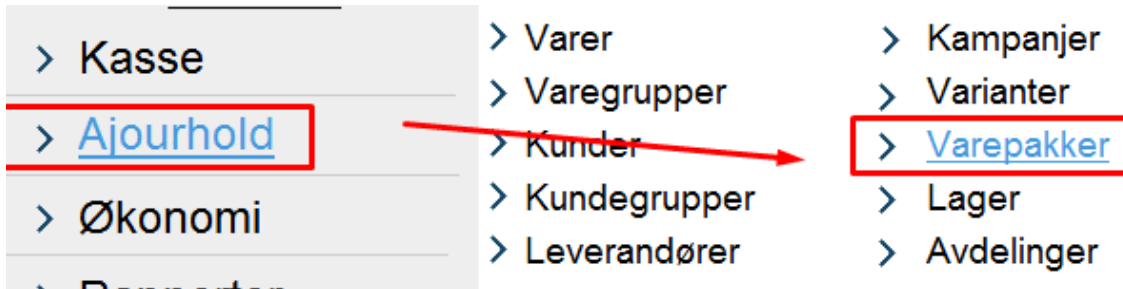 Kasse
Ajourhold
Økonomi
Varer
Varegrupper
Kunder
Kundegrupper
Leverandører
Kampanjer
Varianter
Varepakker
Lager
Avdelinger